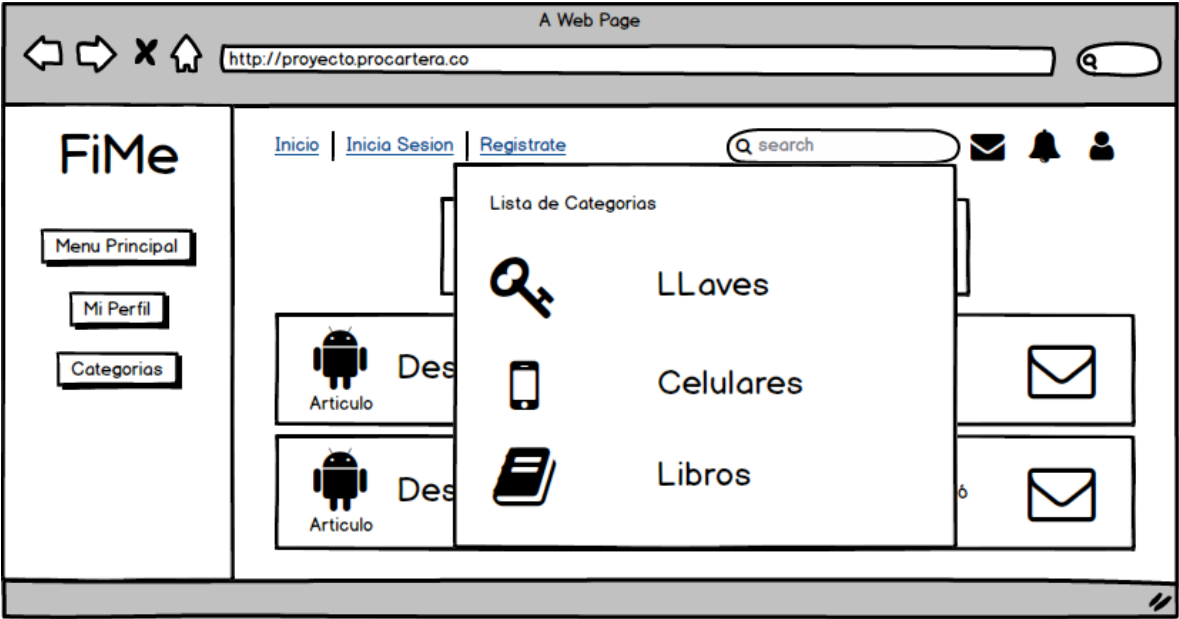 A Web Page
http://proyecto.procartera.co
FiMe
Inicio Inicia Sesion Registrate
search
Menu Principal
Mi Perfil
Categorias
Lista de Categorias
LLaves
Celulares
Libros
Des
Articulo
Des
ó
Articulo